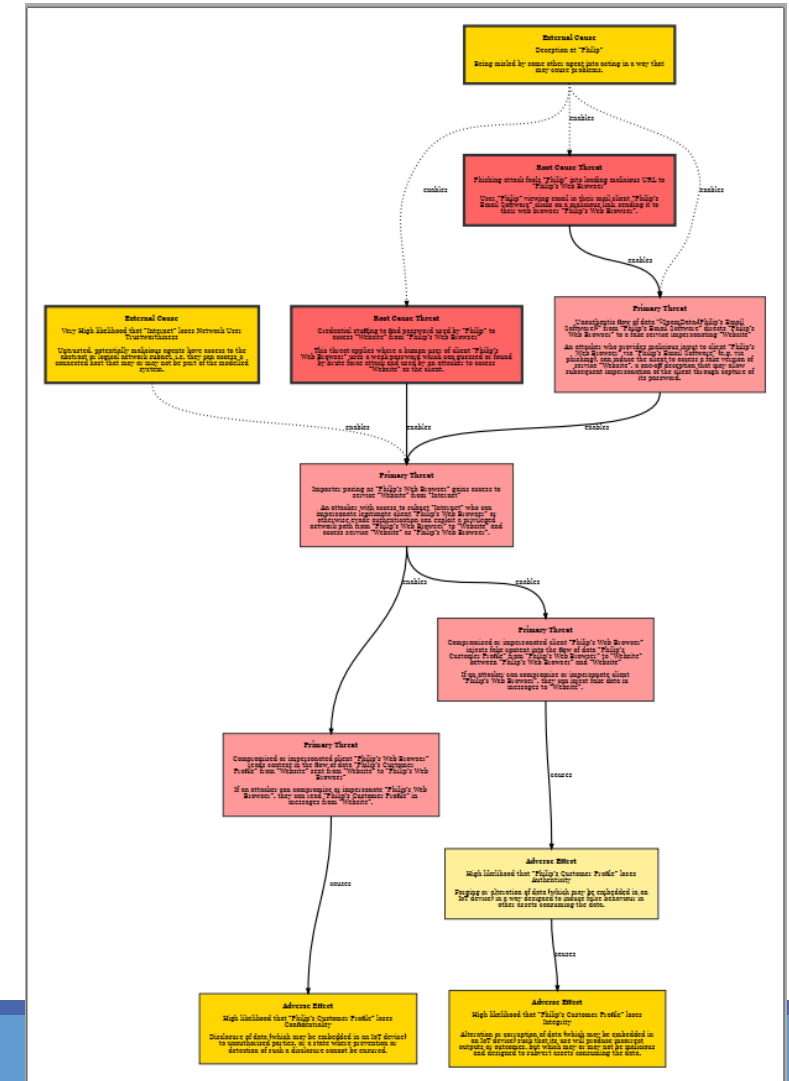 External Cause
Deception at "Philip"
Being misled by some other agent into acting in a way that
may cause problems.
enables
enables
enables
Root Cause Threat
Phishing attack fools "Philip" into loading malicious URL to
"Philip's Web Browser"
User "Philip" viewing email in their mail client "Philip's
Email Software" clicks on a malicious link, sending it to
their web browser "Philip's Web Browser".
enables
External Cause
Very High likelihood that "Internet" loses Network User
Trustworthiness
Untrusted, potentially malicious agents have access to the
abstract or logical network subnet, i.e. they can access a
connected host that may or may not be part of the modelled
system.
Root Cause Threat
Credential stuffing to find password used by "Philip" to
access "Website" from "Philip's Web Browser"
This threat applies where a human user of client "Philip's
Web Browser" uses a weak password which can guessed or found
by brute force attack and used by an attacker to access
"Website" as the client.
Primary Threat
Unauthentic flow of data
Software" from "Philip's Email Software" directs "Philip's
Web Browser" to a fake service impersonating "Website"
An attacker who provides malicious input to client "Philip's
Web Browser" via "Philip's Email Software" (e.g. via
phishing), can induce the client to access a fake version of
service "Website", a one-off deception that may allow
subsequent impersonation of the client through capture of
its password.
enables
enables
enables
Primary Threat
Imposter posing as "Philip's Web Browser" gains access to
service "Website" from "Internet"
An attacker with access to subnet "Internet" who can
impersonate legitimate client "Philip's Web Browser" or
otherwise evade authentication can exploit a privileged
network path from "Philip's Web Browser" to "Website" and
access service "Website" as "Philip's Web Browser".
enables
enables
Primary Threat
Compromised or impersonated client "Philip's Web Browser"
injects fake content into the flow of data "Philip's
Customer Profile" from "Philip's Web Browser" to "Website"
between "Philip's Web Browser" and "Website"
If an attacker can compromise or impersonate client
"Philip's Web Browser", they can inject fake data in
messages to "Website".
Primary Threat
Compromised or impersonated client "Philip's Web Browser"
reads content in the flow of data "Philip's Customer
Profile" from "Website" sent from "Website" to "Philip's Web
Browser"
If an attacker can compromise or impersonate "Philip's Web
Browser", they can read "Philip's Customer Profile" in
messages from "Website".
causes
causes
Adverse Effect
High likelihood that "Philip's Customer Profile" loses
Authenticity
Forging or alteration of data (which may be embedded in an
IoT device) in a way designed to induce false behaviour in
other assets consuming the data.
causes
Adverse Effect
High likelihood that "Philip's Customer Profile" loses
Confidentiality
Disclosure of data (which may be embedded in an IoT device)
to unauthorised parties, or a state where prevention or
detection of such a disclosure cannot be ensured.
Adverse Effect
High likelihood that "Philip's Customer Profile" loses
Integrity
Alteration or corruption of data (which may be embedded in
an IoT device) such that its use will produce incorrect
outputs or outcomes, but which may or may not be malicious
and designed to subvert assets consuming the data.